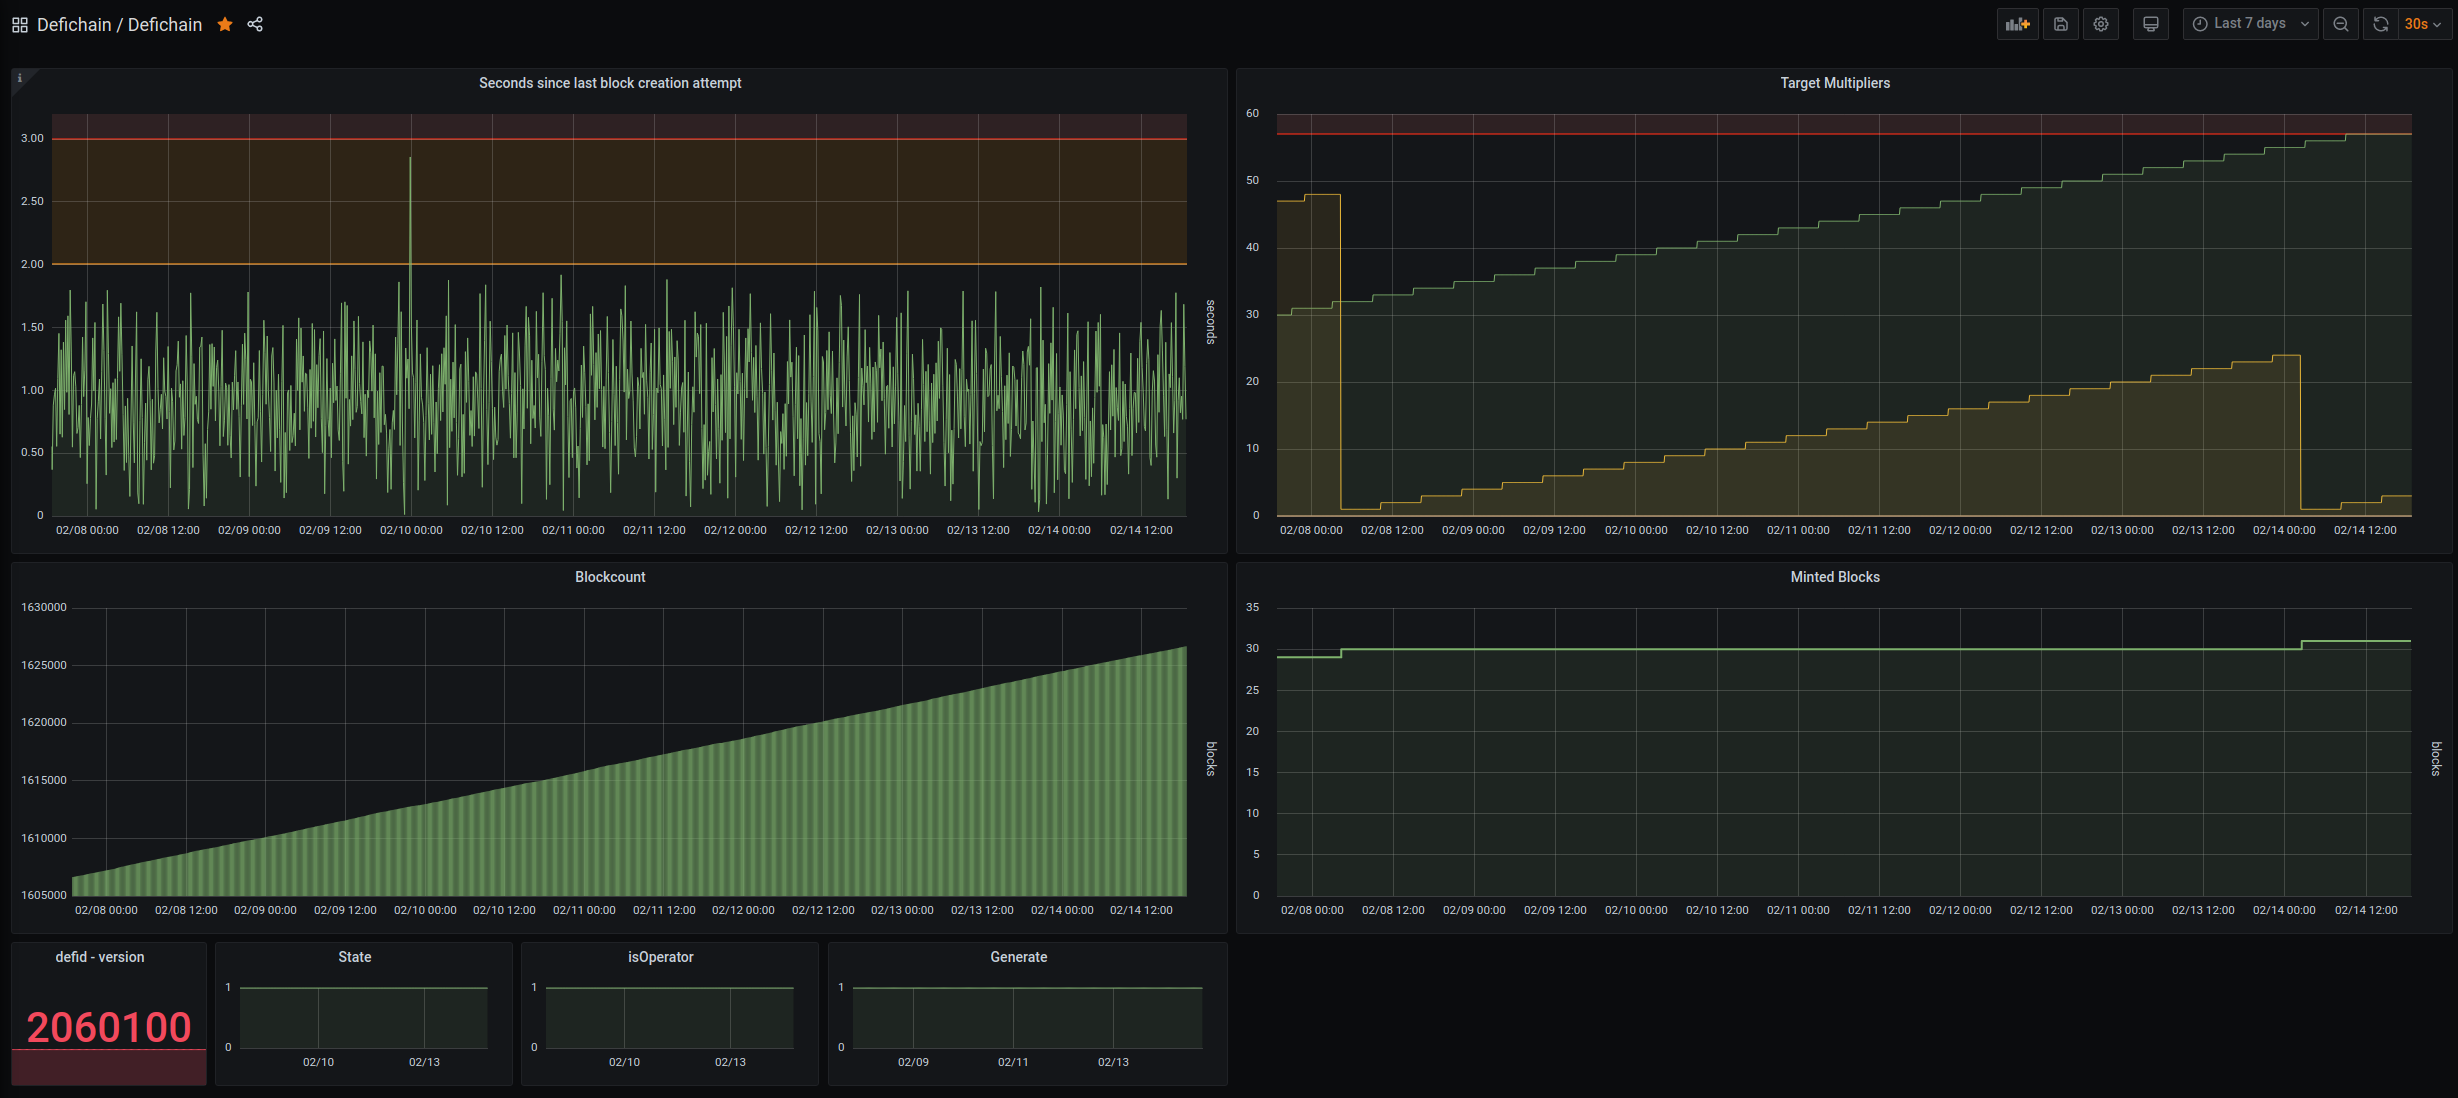 Defichain / Defichain
Last 7 days
30s
i
Seconds since last block creation attempt
3.00
2.50
2.00
1.50
1.00
0.50
0
seconds
02/08 00:00 02/08 12:00 02/09 00:00 02/09 12:00 02/10 00:00 02/10 12:00 02/11 00:00 02/11 12:00 02/12 00:00 02/12 12:00 02/13 00:00 02/13 12:00 02/14 00:00 02/14 12:00
Target Multipliers
60
50
40
30
20
10
0
02/08 00:00 02/08 12:00 02/09 00:00 02/09 12:00 02/10 00:00 02/10 12:00 02/11 00:00 02/11 12:00 02/12 00:00 02/12 12:00 02/13 00:00 02/13 12:00 02/14 00:00 02/14 12:00
Blockcount
1630000
1625000
1620000
1615000
1610000
1605000
blocks
02/08 00:00 02/08 12:00 02/09 00:00 02/09 12:00 02/10 00:00 02/10 12:00 02/11 00:00 02/11 12:00 02/12 00:00 02/12 12:00 02/13 00:00 02/13 12:00 02/14 00:00 02/14 12:00
Minted Blocks
35
30
25
20
15
10
5
0
blocks
02/08 00:00 02/08 12:00 02/09 00:00 02/09 12:00 02/10 00:00 02/10 12:00 02/11 00:00 02/11 12:00 02/12 00:00 02/12 12:00 02/13 00:00 02/13 12:00 02/14 00:00 02/14 12:00
defid - version
2060100
State
1
0
02/10 02/13
isOperator
1
0
02/10 02/13
Generate
1
0
02/09 02/11 02/13